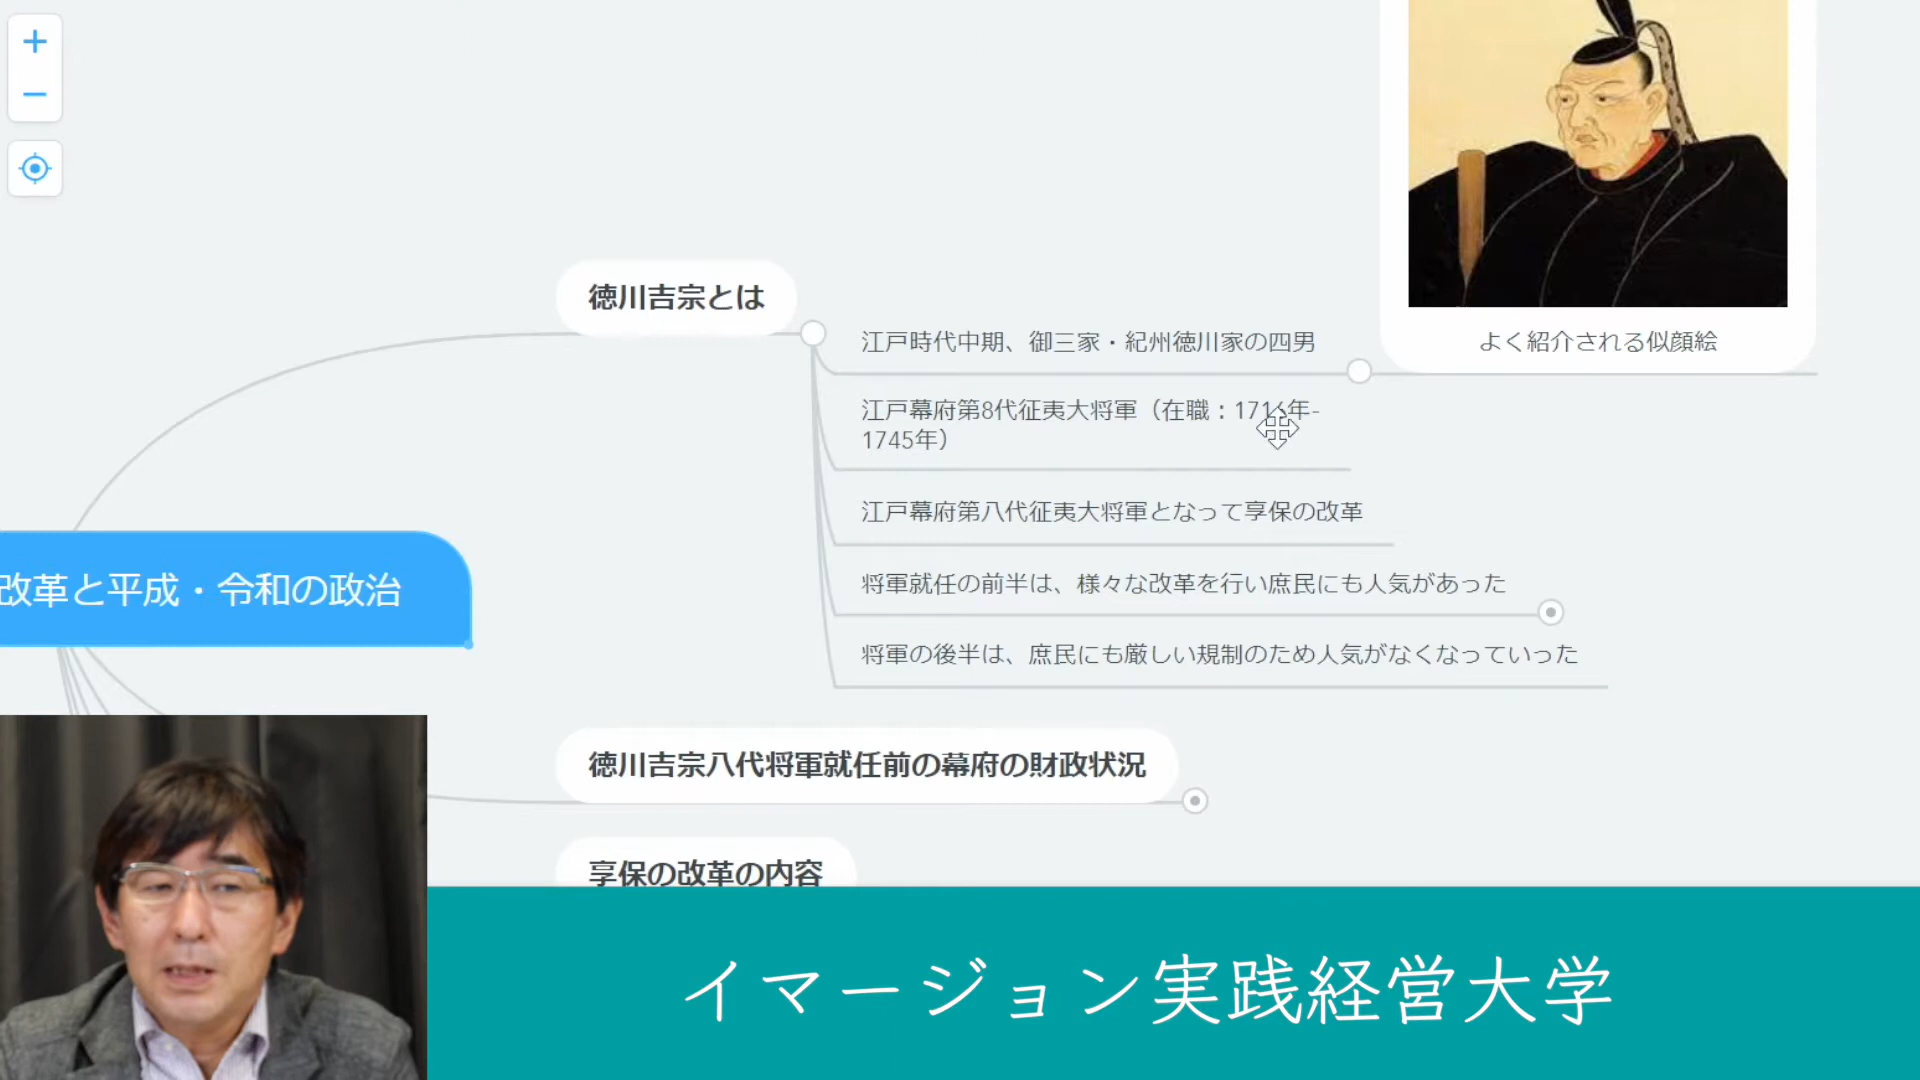 徳川吉宗とは
江戸時代中期、御三家・紀州徳川家の四男
よく紹介される似顔絵
江戸幕府第8代征夷大将軍（在職：1716年-
1745年）
江戸幕府第八代征夷大将軍となって享保の改革
改革と平成・令和の政治
将軍就任の前半は、様々な改革を行い庶民にも人気があった
将軍の後半は、庶民にも厳しい規制のため人気がなくなっていった
徳川吉宗八代将軍就任前の幕府の財政状況
享保の改革の内容
イマージョン実践経営大学